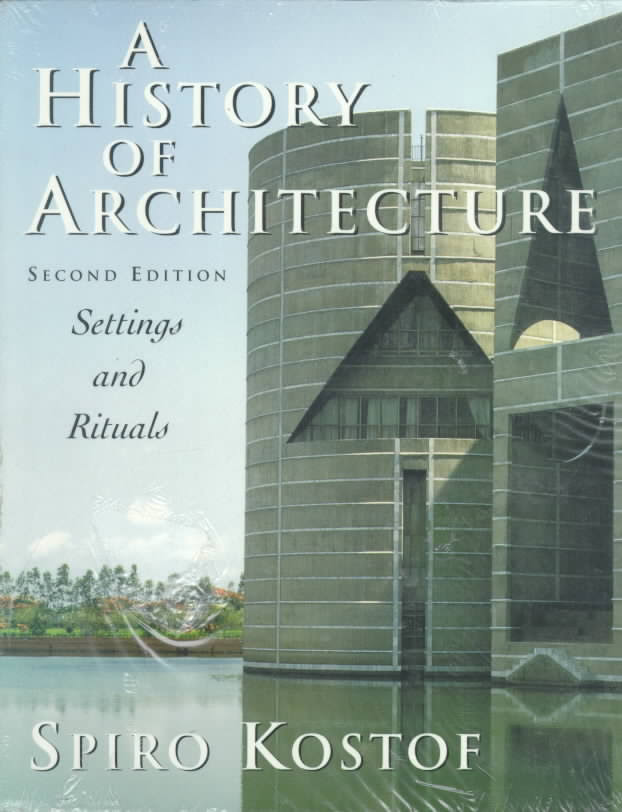 A
HISTORY
OF
ARCHITECTURE
SECOND EDITION
Settings
and
Rituals
SPIRO KOSTOF